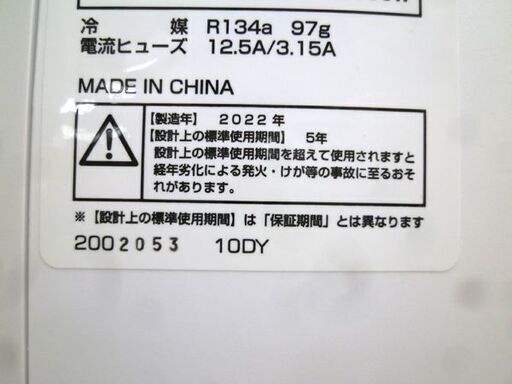 冷　　　媒　R134a　97g
電流ヒューズ　12.5A/3.15A
MADE IN CHINA
【製造年】　2022年
【設計上の標準使用期間】　5年
設計上の標準使用期間を超えて使用されますと
経年劣化による発火・けが等の事故に至るおそ
れがあります。
※【設計上の標準使用期間】は「保証期間」とは異なります
2002053　10DY